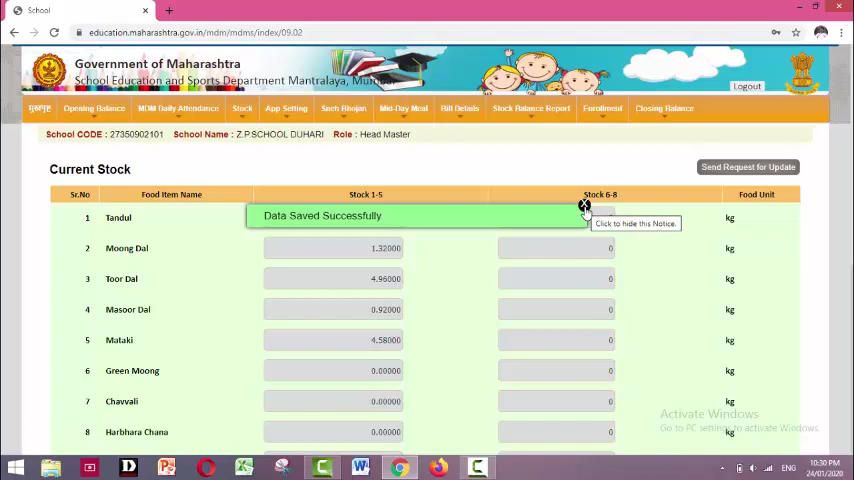 School
education.maharashtra.gov.in/mdm/mdms/index/09.02
Government of Maharashtra
School Education and Sports Department Mantralaya, Mumbai
Logout
मुखपृष्ठ Opening Balance MDM Daily Attendance Stock App Setting Sneh Bhojan Mid-Day Meal Bill Details Stock Balance Report Enrollment Closing Balance
School CODE : 27350902101 School Name : Z.P.SCHOOL DUHARI Role : Head Master
Current Stock
Send Request for Update
Sr.No Food Item Name Stock 1-5 Stock 6-8 Food Unit
Data Saved Successfully
X
Click to hide this Notice.
1 Tandul kg
2 Moong Dal 1.32000 0 kg
3 Toor Dal 4.96000 0 kg
4 Masoor Dal 0.92000 0 kg
5 Mataki 4.58000 0 kg
6 Green Moong 0.00000 0 kg
7 Chavvali 0.00000 0 kg
8 Harbhara Chana 0.00000 0 kg
Activate Windows
Go to PC settings to activate Windows.
ENG
10:30 PM
24/01/2020